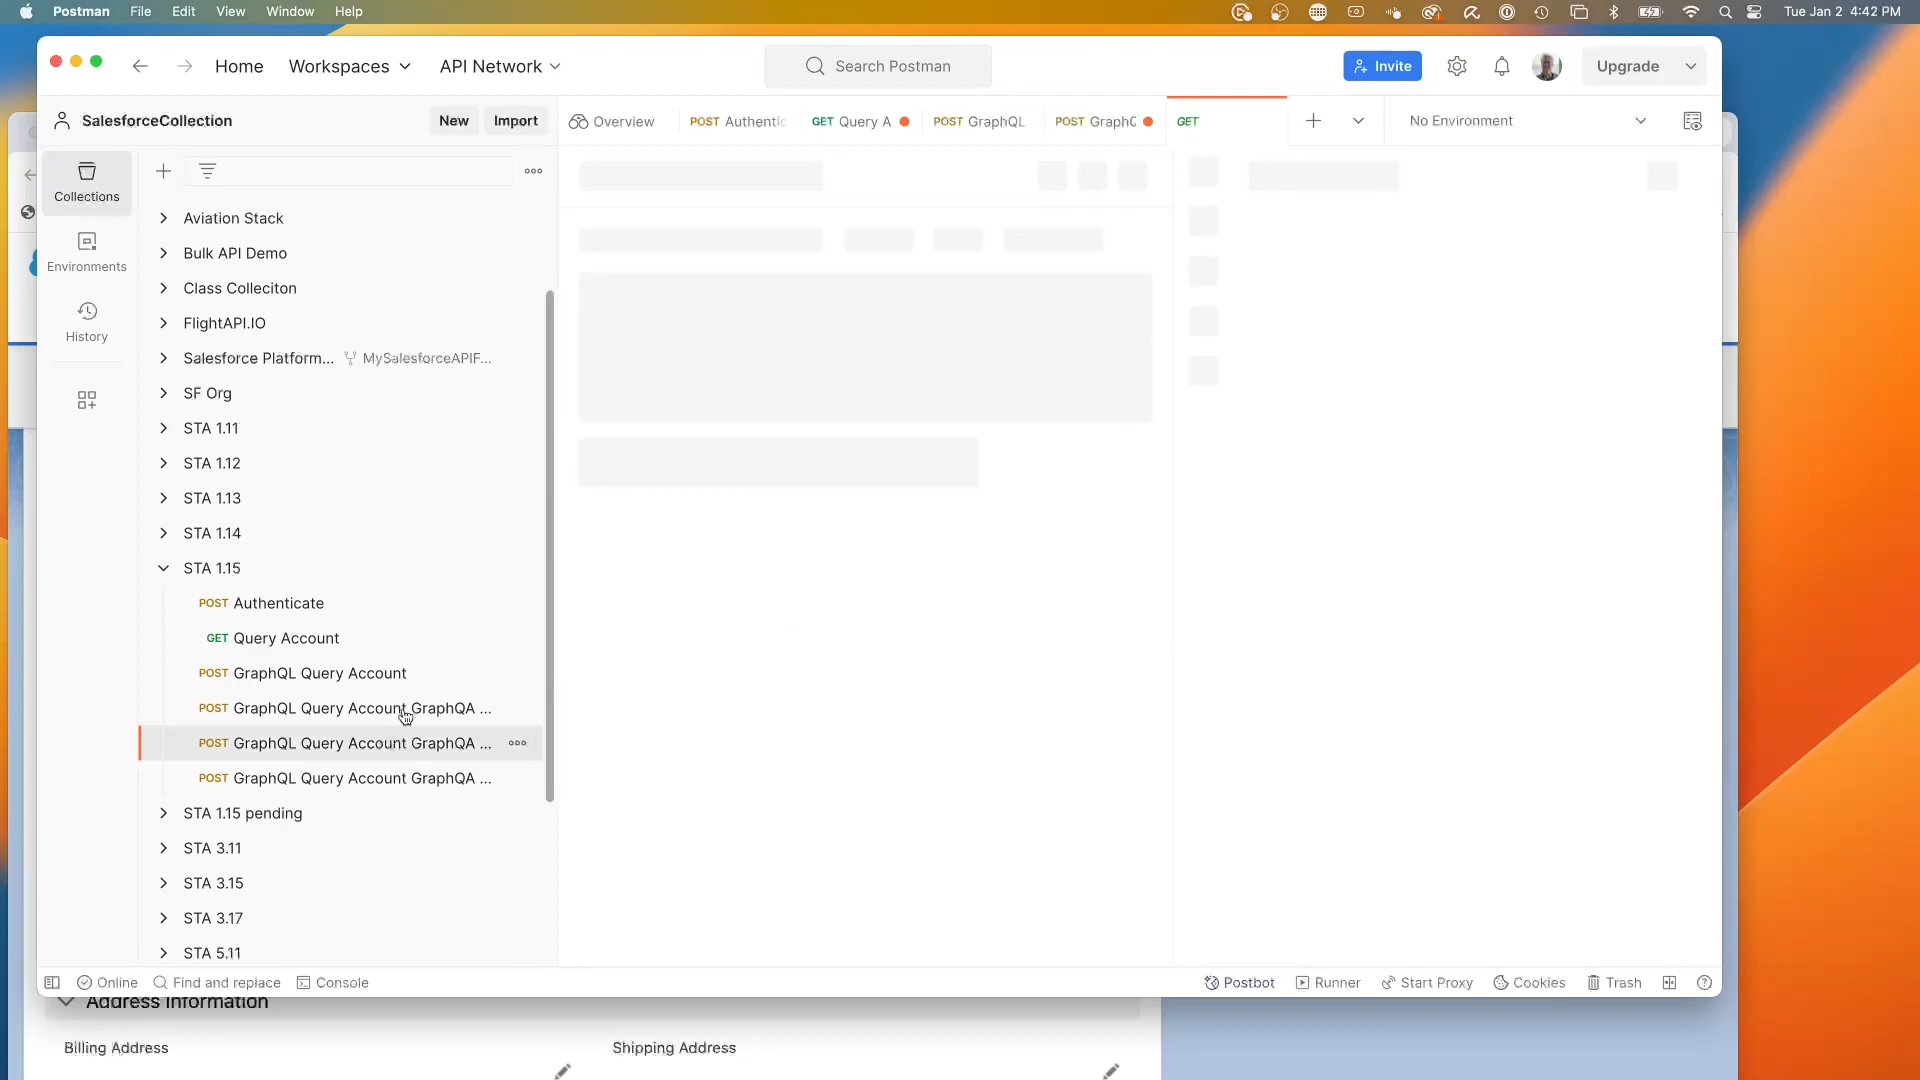 Postman File Edit View Window Help Tue Jan 2 4:42 PM
Home Workspaces API Network Search Postman Invite Upgrade
SalesforceCollection New Import Overview POST Authentic GET Query A POST GraphQL POST GraphQ GET No Environment
Collections
Environments
History
Aviation Stack
Bulk API Demo
Class Colleciton
FlightAPI.IO
Salesforce Platform... MySalesforceAPIF...
SF Org
STA 1.11
STA 1.12
STA 1.13
STA 1.14
STA 1.15
POST Authenticate
GET Query Account
POST GraphQL Query Account
POST GraphQL Query Account GraphQA ...
POST GraphQL Query Account GraphQA ...
POST GraphQL Query Account GraphQA ...
STA 1.15 pending
STA 3.11
STA 3.15
STA 3.17
STA 5.11
Online Find and replace Console Postbot Runner Start Proxy Cookies Trash
Address Information
Billing Address Shipping Address